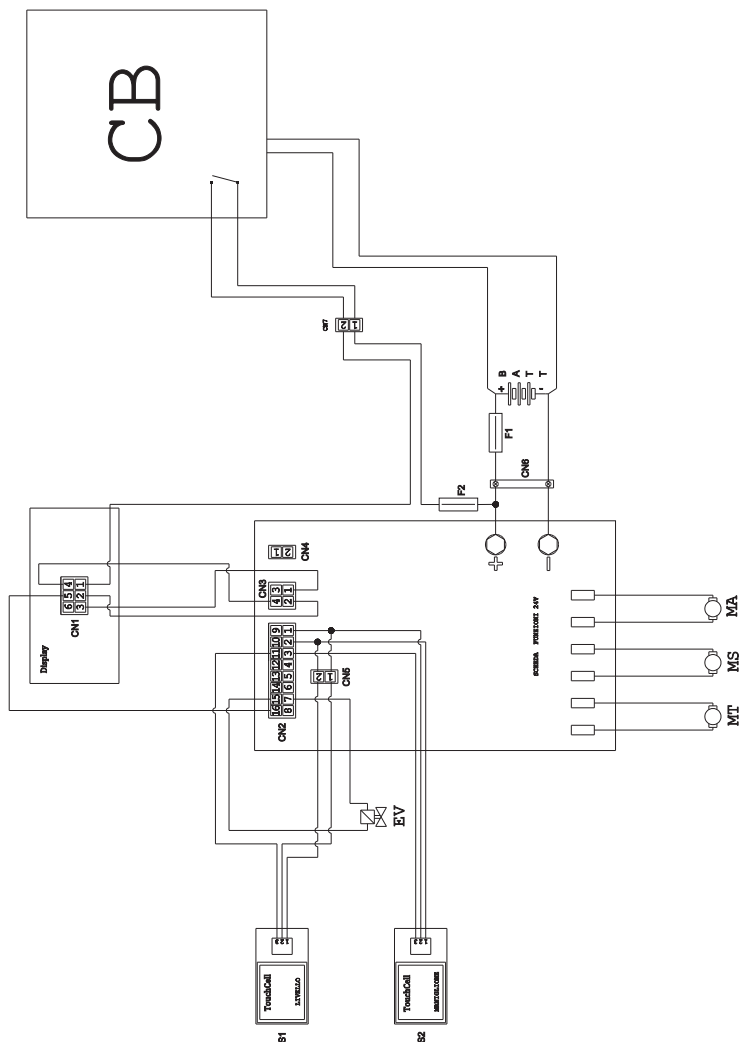 CB
CN7
2 1
+ B
A
T
- T
F1
CN6
F2
+
-
Display
CN1
6 5 4
3 2 1
CN4
2 1
CN3
4 3
2 1
CN2
16 15 14 13 12 11 10 9
8 7 6 5 4 3 2 1
CN5
2 1
SCHEDA FUNZIONI 24V
MA
MS
MT
EV
3 2 1
TouchCell
LIVELLO
S1
3 2 1
TouchCell
S2